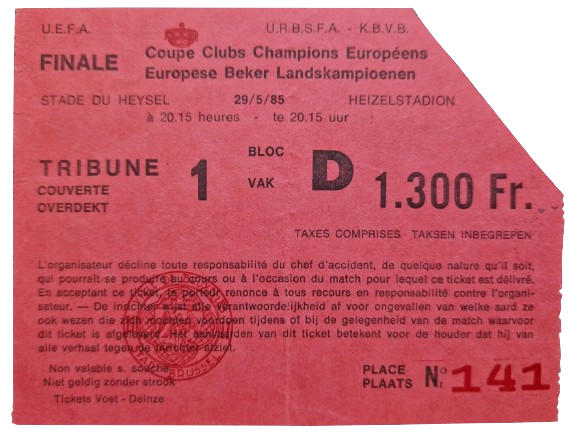 U.E.F.A. U.R.B.S.F.A. - K.B.V.B.
FINALE Coupe Clubs Champions Européens
Europese Beker Landskampioenen
STADE DU HEYSEL 29/5/85 HEIZELSTADION
à 20.15 heures - te 20.15 uur
TRIBUNE 1 BLOC D 1.300 Fr.
COUVERTE VAK
OVERDEKT
TAXES COMPRISES TAKSEN INBEGREPEN
L'organisateur décline toute responsabilité du chef d'accident, de quelque nature qu'il soit,
qui pourrait se produire au cours ou à l'occasion du match pour lequel ce ticket est délivré.
En acceptant ce ticket, le porteur renonce à tous recours en responsabilité contre l'organi-
sateur. — De inrichter wijst alle verantwoordelijkheid af voor ongevallen van welke aard ze
ook wezen die zich mochten voordoen tijdens of bij de gelegenheid van de match waarvoor
dit ticket is afgeleverd. Het aanvaarden van dit ticket betekent voor de houder dat hij van
alle verhaal tegen de inrichter afziet.
Non valable s. souche
Niet geldig zonder strook
Tickets Voet - Deinze
PLACE
PLAATS Nº/r. 141
BRUSSEL